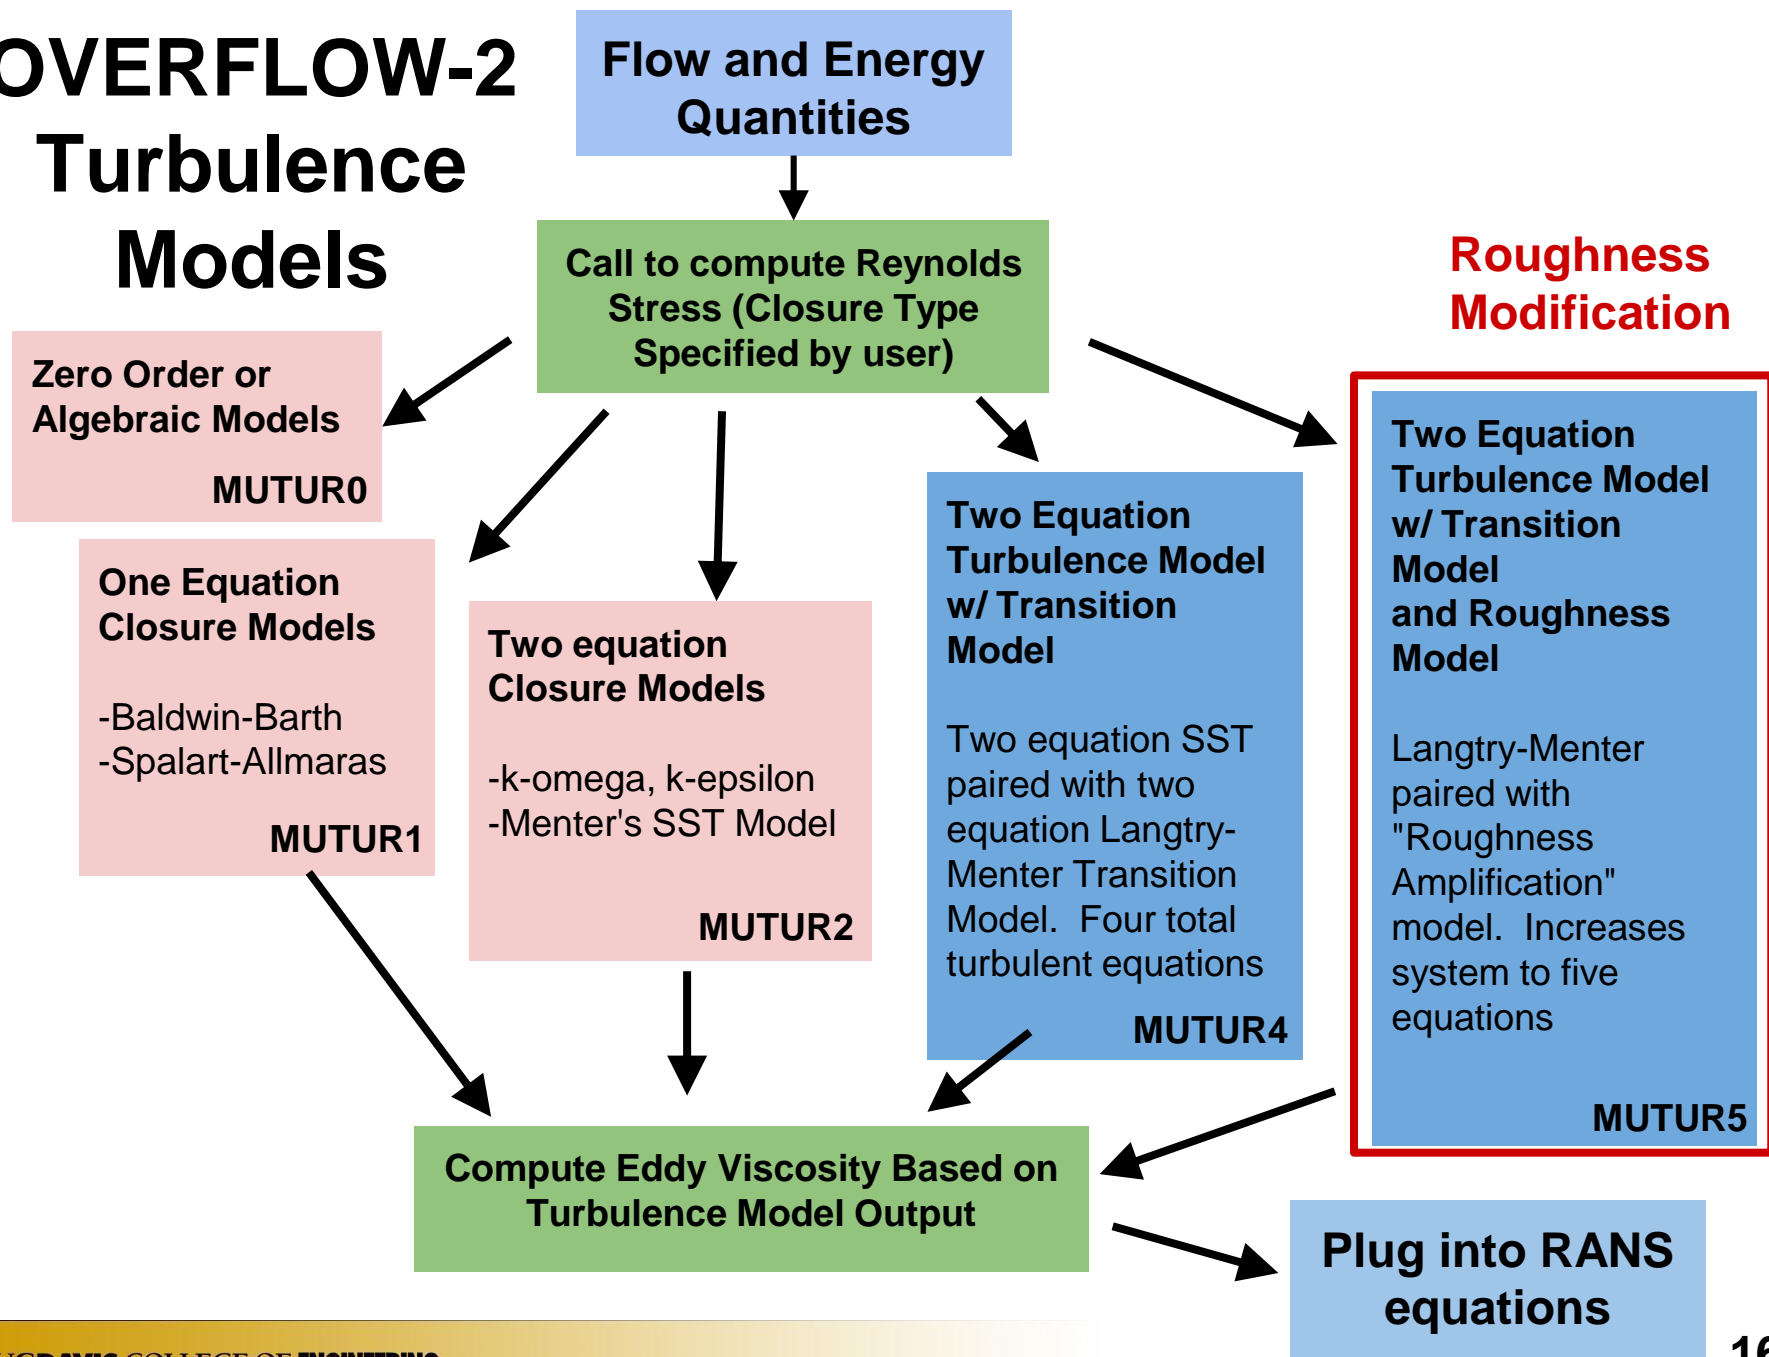 OVERFLOW-2
Turbulence
Models
Flow and Energy
Quantities
Call to compute Reynolds
Stress (Closure Type
Specified by user)
Roughness
Modification
Zero Order or
Algebraic Models
MUTUR0
One Equation
Closure Models
-Baldwin-Barth
-Spalart-Allmaras
MUTUR1
Two equation
Closure Models
-k-omega, k-epsilon
-Menter's SST Model
MUTUR2
Two Equation
Turbulence Model
w/ Transition
Model
Two equation SST
paired with two
equation Langtry-
Menter Transition
Model.  Four total
turbulent equations
MUTUR4
Two Equation
Turbulence Model
w/ Transition
Model
and Roughness
Model
Langtry-Menter
paired with
"Roughness
Amplification"
model.  Increases
system to five
equations
MUTUR5
Compute Eddy Viscosity Based on
Turbulence Model Output
Plug into RANS
equations
DAVIS COLLEGE OF ENGINEERING
16